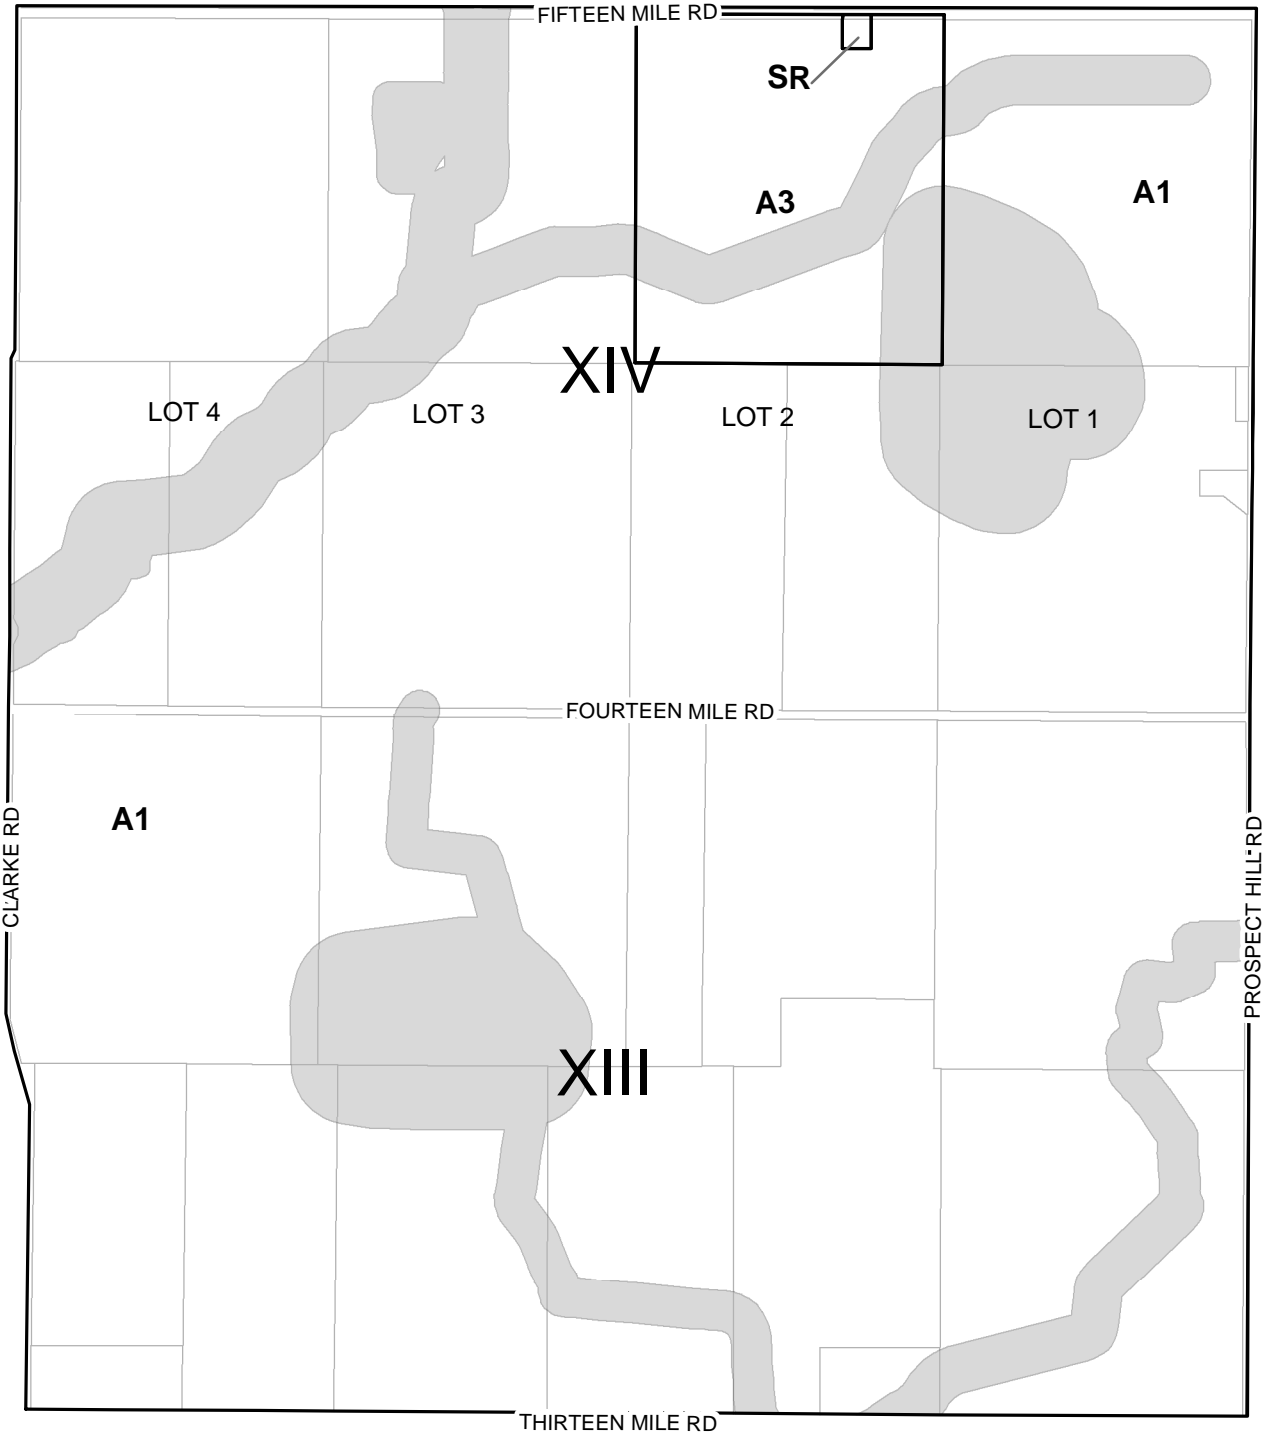 FIFTEEN MILE RD
SR
A3
A1
XIV
LOT 4
LOT 3
LOT 2
LOT 1
FOURTEEN MILE RD
A1
CLARKE RD
PROSPECT HILL RD
XIII
THIRTEEN MILE RD